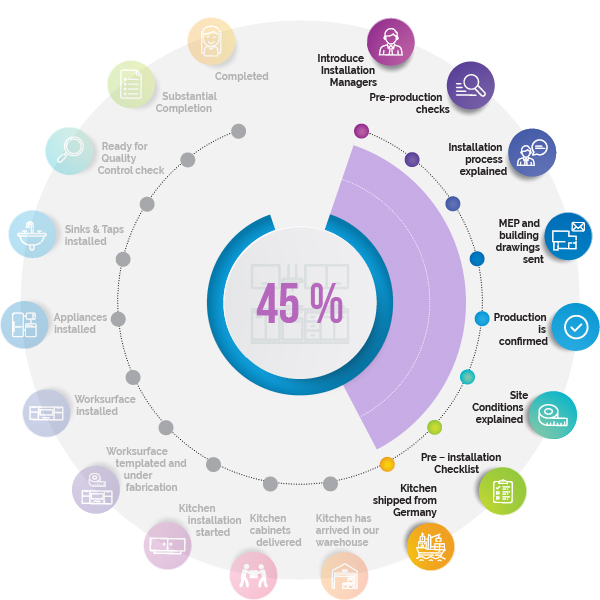 Introduce
Installation
Managers
Pre-production
checks
Installation
process
explained
MEP and
building
drawings
sent
Production
is
confirmed
Site
Conditions
explained
Pre – installation
Checklist
Kitchen
shipped from
Germany
Kitchen has
arrived in our
warehouse
Kitchen
cabinets
delivered
Kitchen
installation
started
Worksurface
templated and
under
fabrication
Worksurface
installed
Appliances
installed
Sinks & Taps
installed
Ready for
Quality
Control check
Substantial
Completion
Completed
45 %